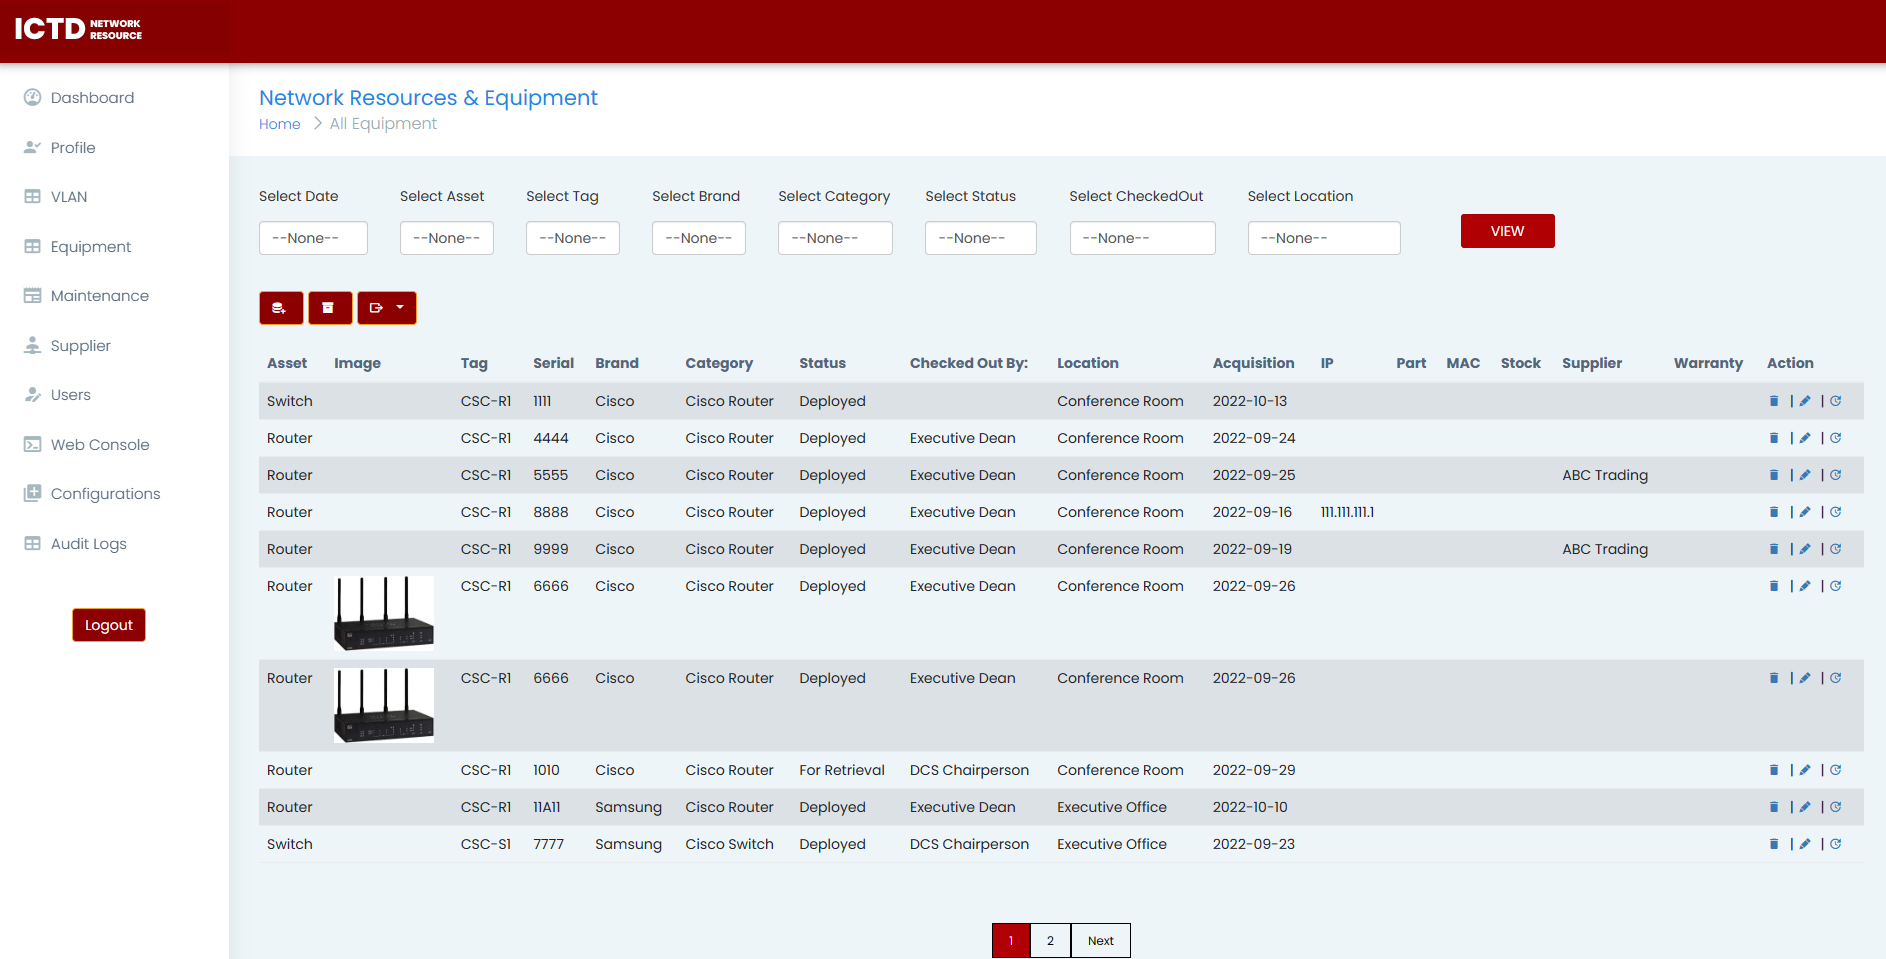 ICTD NETWORK RESOURCE
Dashboard
Profile
VLAN
Equipment
Maintenance
Supplier
Users
Web Console
Configurations
Audit Logs
Logout
Network Resources & Equipment
Home > All Equipment
Select Date Select Asset Select Tag Select Brand Select Category Select Status Select CheckedOut Select Location
--None-- --None-- --None-- --None-- --None-- --None-- --None-- --None-- VIEW
Asset Image Tag Serial Brand Category Status Checked Out By: Location Acquisition IP Part MAC Stock Supplier Warranty Action
Switch CSC-R1 1111 Cisco Cisco Router Deployed Conference Room 2022-10-13 | |
Router CSC-R1 4444 Cisco Cisco Router Deployed Executive Dean Conference Room 2022-09-24 | |
Router CSC-R1 5555 Cisco Cisco Router Deployed Executive Dean Conference Room 2022-09-25 ABC Trading | |
Router CSC-R1 8888 Cisco Cisco Router Deployed Executive Dean Conference Room 2022-09-16 111.111.111.1 | |
Router CSC-R1 9999 Cisco Cisco Router Deployed Executive Dean Conference Room 2022-09-19 ABC Trading | |
Router CSC-R1 6666 Cisco Cisco Router Deployed Executive Dean Conference Room 2022-09-26 | |
Router CSC-R1 6666 Cisco Cisco Router Deployed Executive Dean Conference Room 2022-09-26 | |
Router CSC-R1 1010 Cisco Cisco Router For Retrieval DCS Chairperson Conference Room 2022-09-29 | |
Router CSC-R1 11A11 Samsung Cisco Router Deployed Executive Dean Executive Office 2022-10-10 | |
Switch CSC-S1 7777 Samsung Cisco Switch Deployed DCS Chairperson Executive Office 2022-09-23 | |
1 2 Next